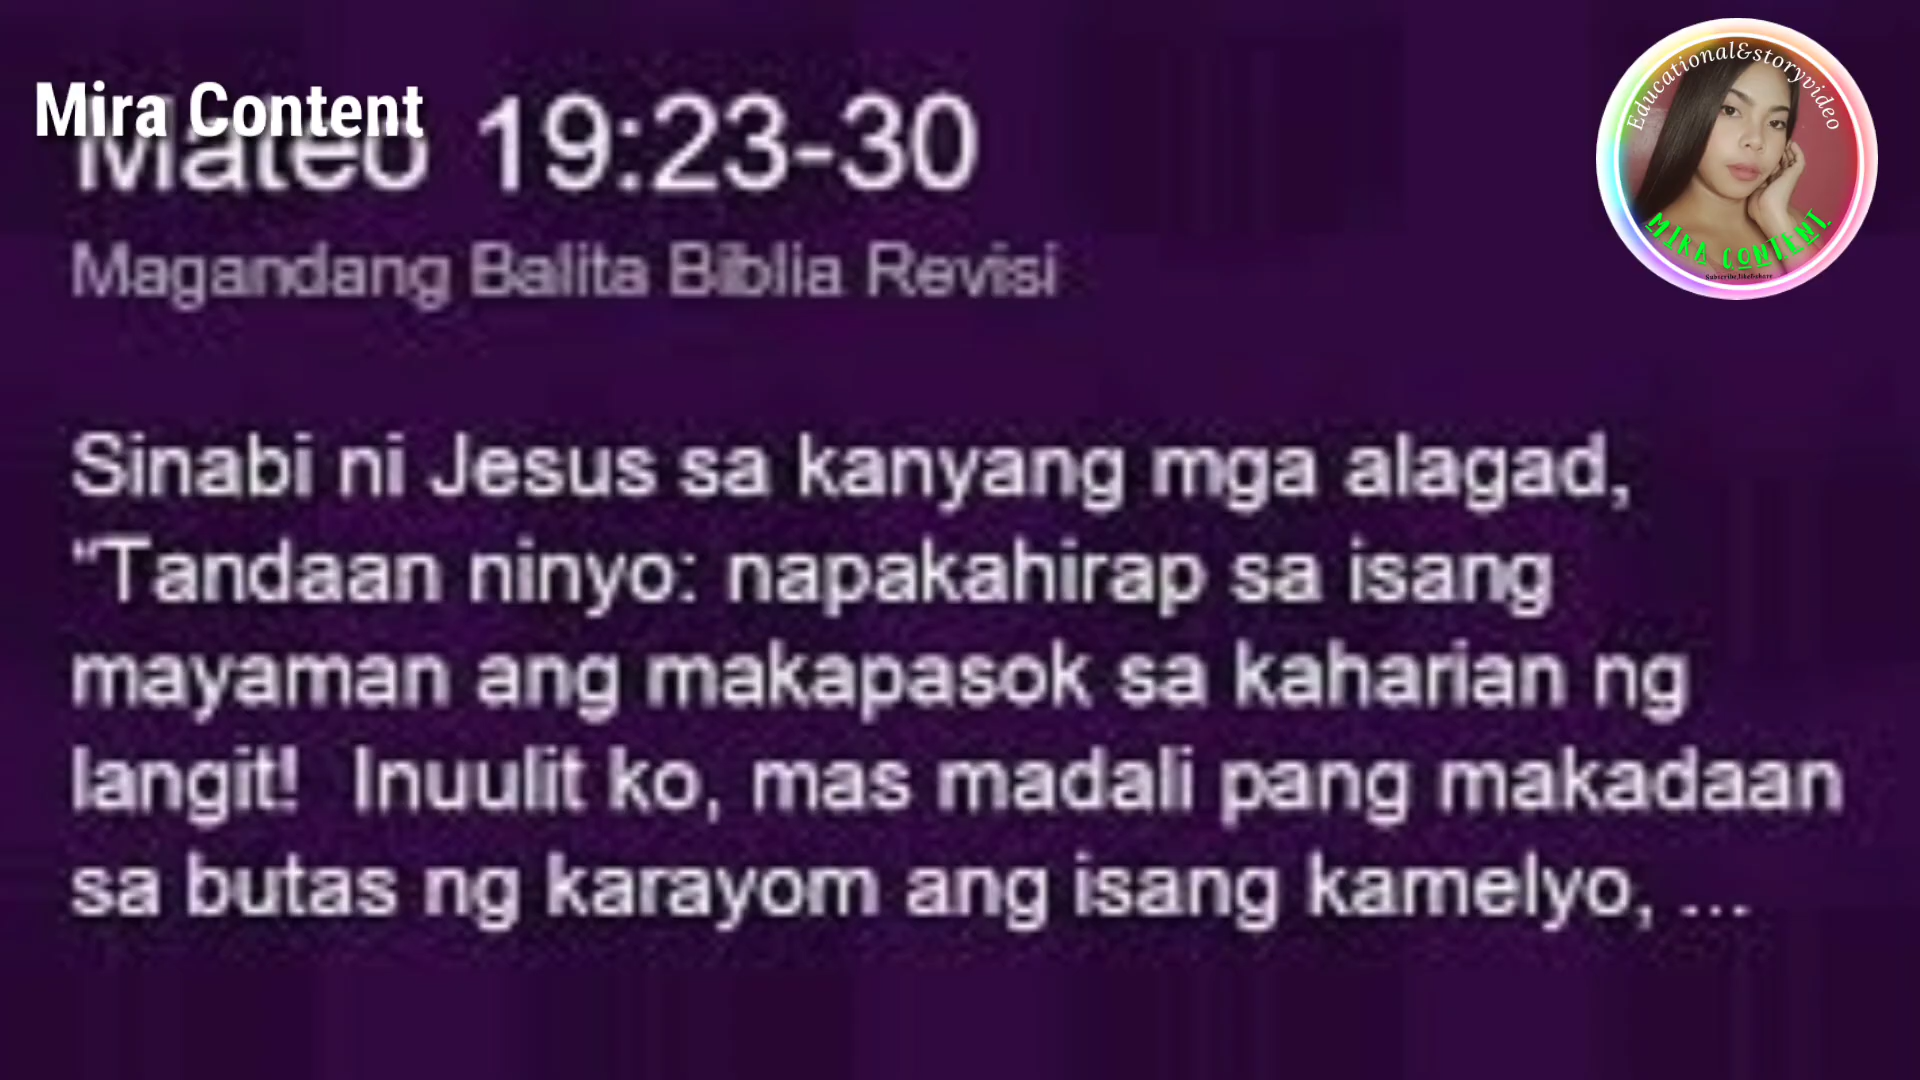 Mira Content
Mateo 19:23-30
Magandang Balita Biblia Revisi
Sinabi ni Jesus sa kanyang mga alagad,
"Tandaan ninyo: napakahirap sa isang
mayaman ang makapasok sa kaharian ng
langit! Inuulit ko, mas madali pang makadaan
sa butas ng karayom ang isang kamelyo, ...
Educational&storyvideo
MIRA CONTENT